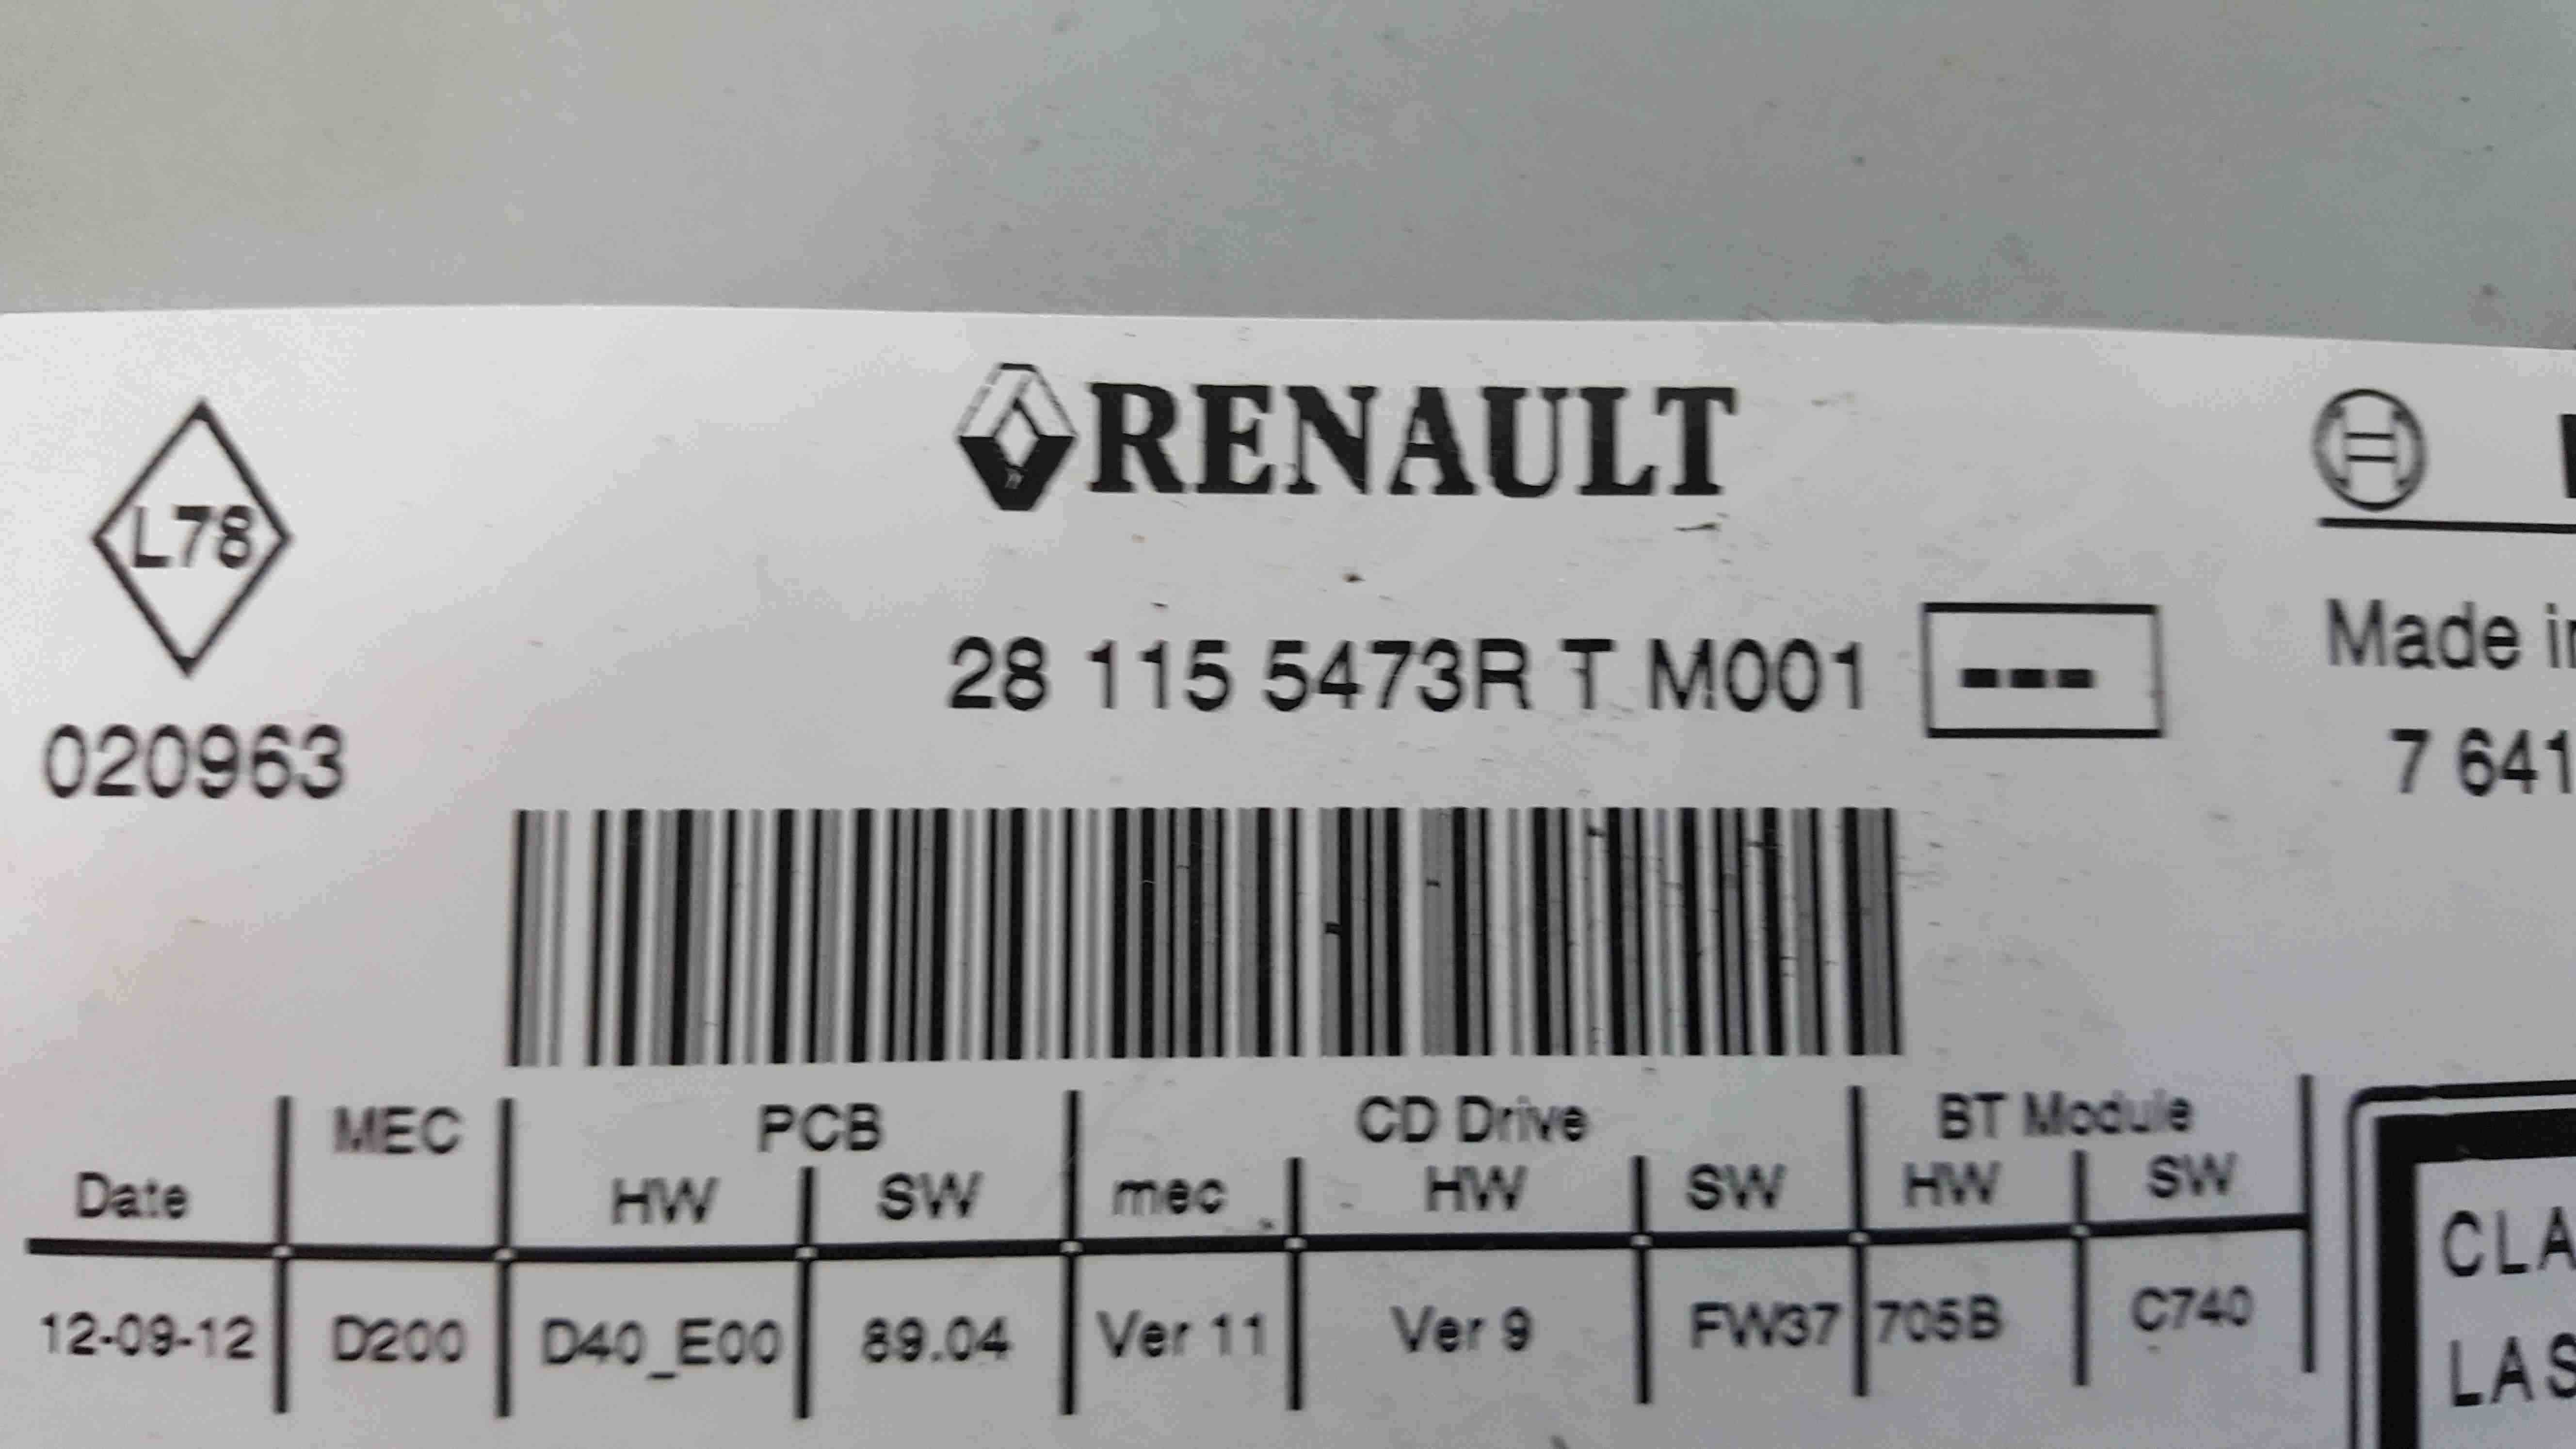 RENAULT
L78
28 115 5473R T M001
---
Made
020963
7 641
MEC
PCB
CD Drive
BT Module
Date
HW
SW
mec
HW
SW
HW
SW
12-09-12
D200
D40_E00
89.04
Ver 11
Ver 9
FW37
705B
C740
CLA
LAS